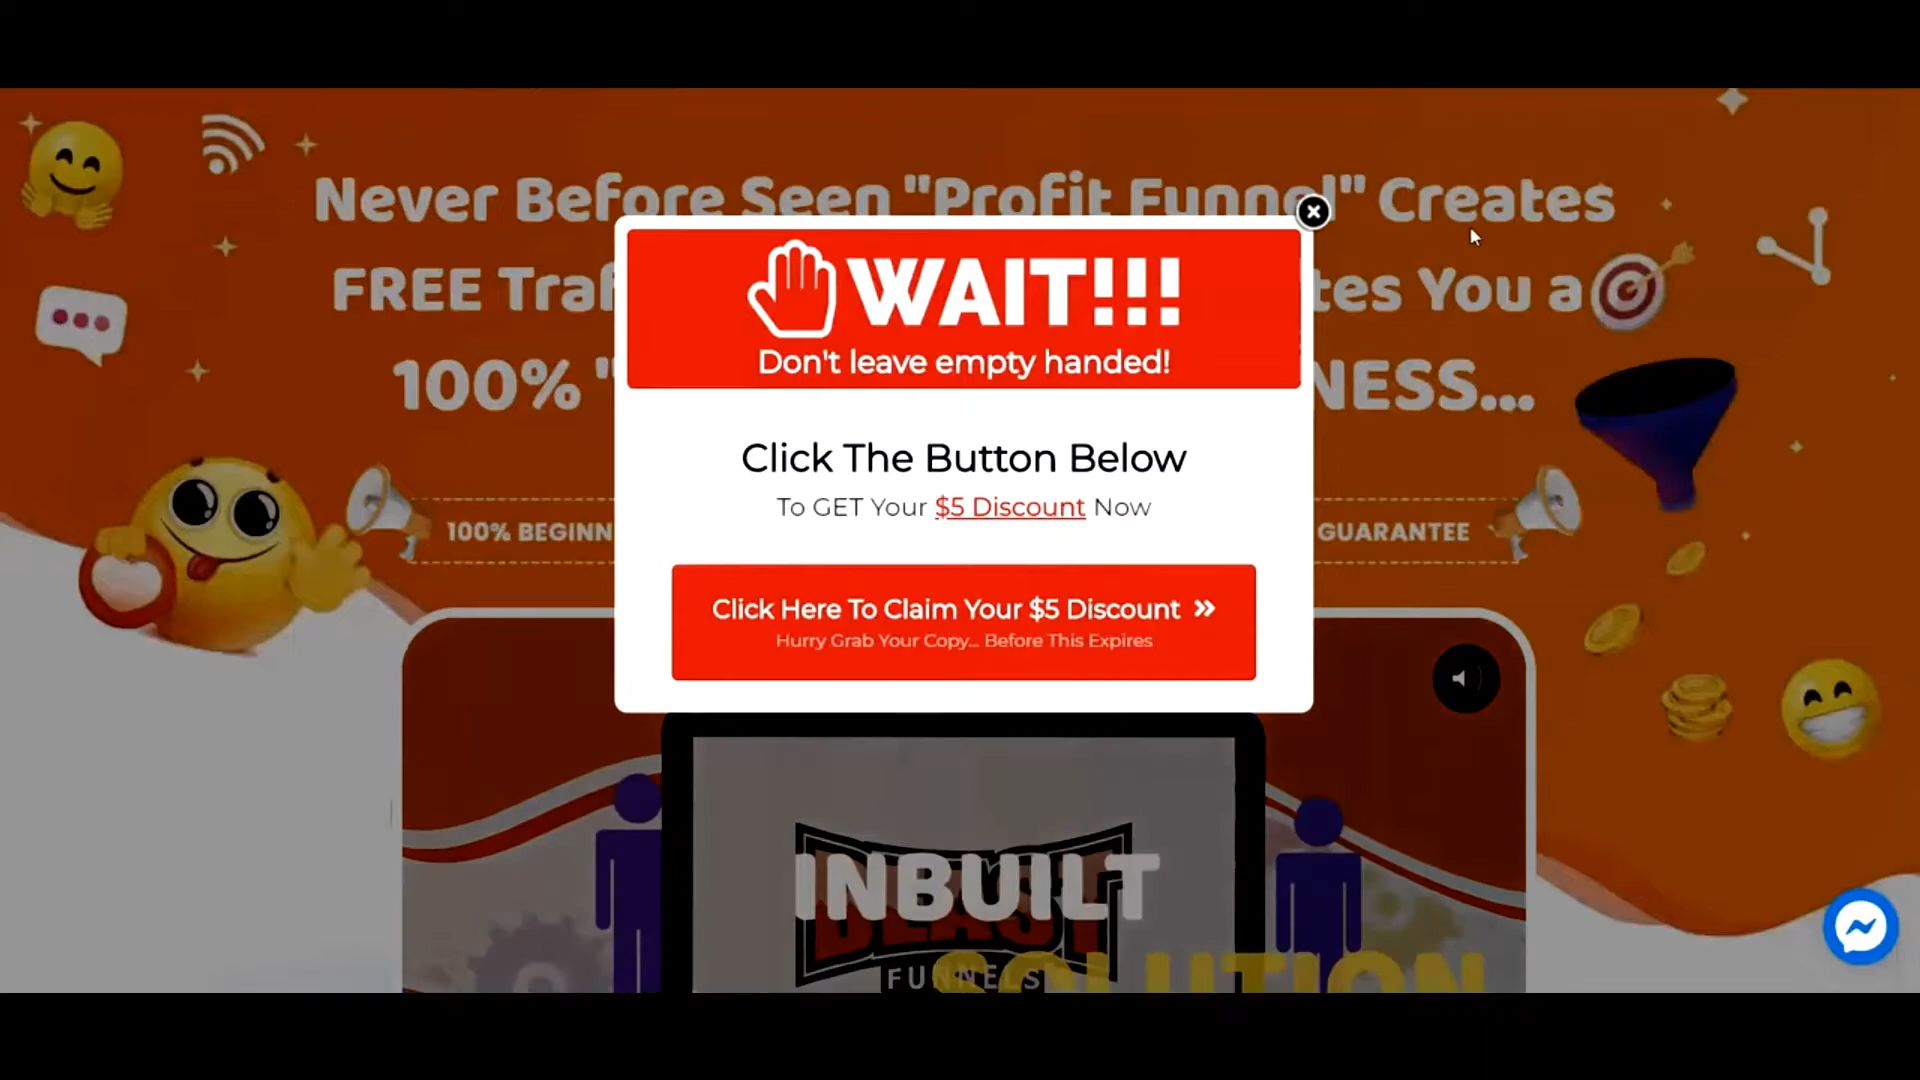 Never Before Seen "Profit Funnel" Creates
FREE
tes You a
100% "
NESS...
WAIT!!!
Don't leave empty handed!
Click The Button Below
To GET Your $5 Discount Now
100%
GUARANTEE
Click Here To Claim Your $5 Discount »
Hurry Grab Your Copy... Before This Expires
INBUILT
BEAST
FUNNELS
SOLUTION